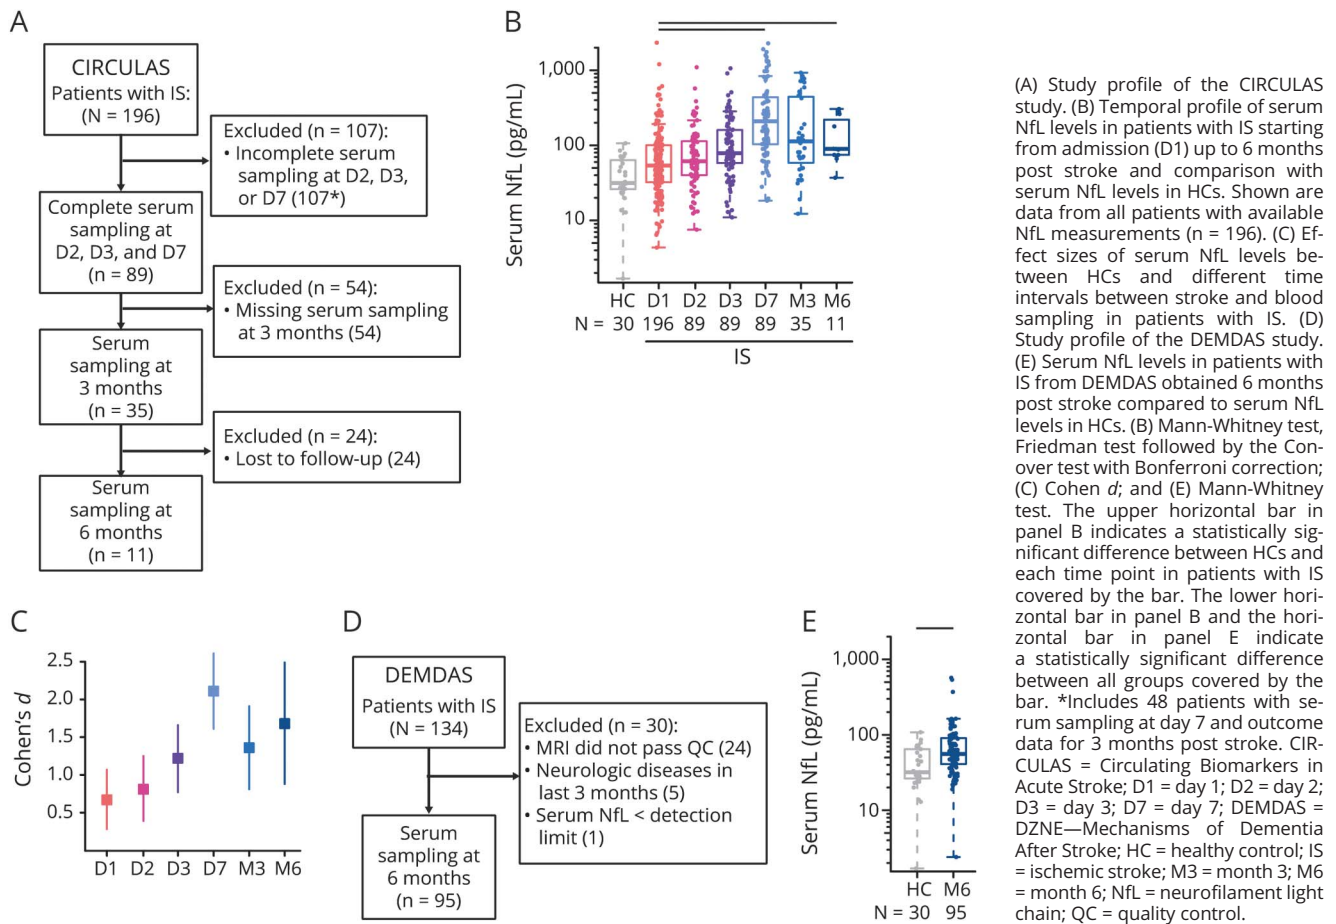 A
CIRCULAS
Patients with IS:
(N = 196)
Excluded (n = 107):
• Incomplete serum
sampling at D2, D3,
or D7 (107*)
Complete serum
sampling at
D2, D3, and D7
(n = 89)
Excluded (n = 54):
• Missing serum sampling
at 3 months (54)
Serum
sampling at
3 months
(n = 35)
Excluded (n = 24):
• Lost to follow-up (24)
Serum
sampling at
6 months
(n = 11)
B
Serum NfL (pg/mL)
1,000
100
10
HC D1 D2 D3 D7 M3 M6
N = 30 196 89 89 89 35 11
IS
C
Cohen's d
2.5
2.0
1.5
1.0
0.5
D1 D2 D3 D7 M3 M6
D
DEMDAS
Patients with IS
(N = 134)
Excluded (n = 30):
• MRI did not pass QC (24)
• Neurologic diseases in
last 3 months (5)
• Serum NfL < detection
limit (1)
Serum
sampling at
6 months
(n = 95)
E
Serum NfL (pg/mL)
1,000
100
10
HC M6
N = 30 95
(A) Study profile of the CIRCULAS
study. (B) Temporal profile of serum
NfL levels in patients with IS starting
from admission (D1) up to 6 months
post stroke and comparison with
serum NfL levels in HCs. Shown are
data from all patients with available
NfL measurements (n = 196). (C) Ef-
fect sizes of serum NfL levels be-
tween HCs and different time
intervals between stroke and blood
sampling in patients with IS. (D)
Study profile of the DEMDAS study.
(E) Serum NfL levels in patients with
IS from DEMDAS obtained 6 months
post stroke compared to serum NfL
levels in HCs. (B) Mann-Whitney test,
Friedman test followed by the Con-
over test with Bonferroni correction;
(C) Cohen d; and (E) Mann-Whitney
test. The upper horizontal bar in
panel B indicates a statistically sig-
nificant difference between HCs and
each time point in patients with IS
covered by the bar. The lower hori-
zontal bar in panel B and the hori-
zontal bar in panel E indicate
a statistically significant difference
between all groups covered by the
bar. *Includes 48 patients with se-
rum sampling at day 7 and outcome
data for 3 months post stroke. CIR-
CULAS = Circulating Biomarkers in
Acute Stroke; D1 = day 1; D2 = day 2;
D3 = day 3; D7 = day 7; DEMDAS =
DZNE—Mechanisms of Dementia
After Stroke; HC = healthy control; IS
= ischemic stroke; M3 = month 3; M6
= month 6; NfL = neurofilament light
chain; QC = quality control.